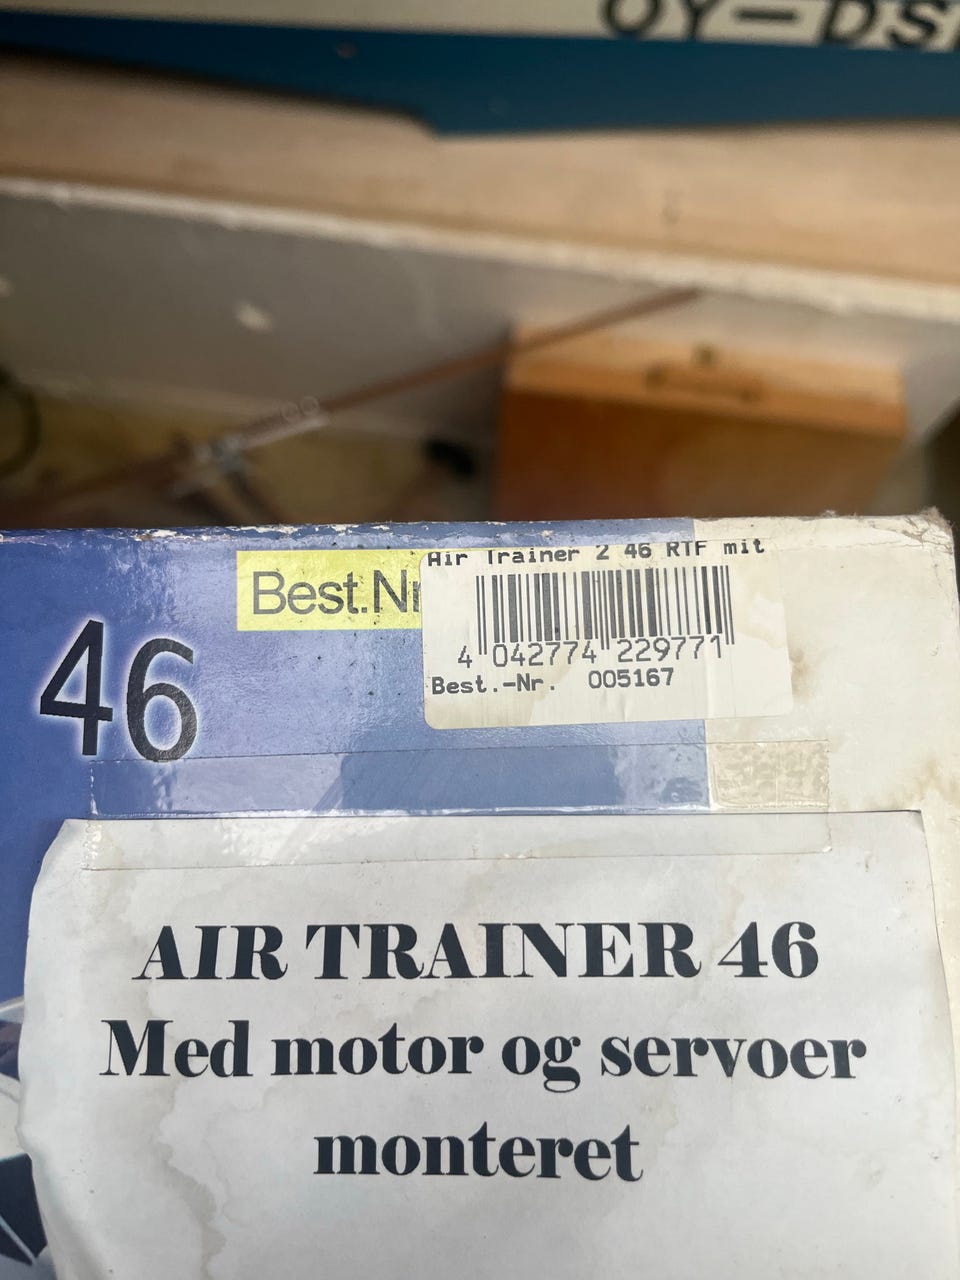 OY-DS
46
Best.Nr
Air Trainer 2 46 RTF mit
4 042774 229771
Best.-Nr. 005167
AIR TRAINER 46
Med motor og servoer
monteret